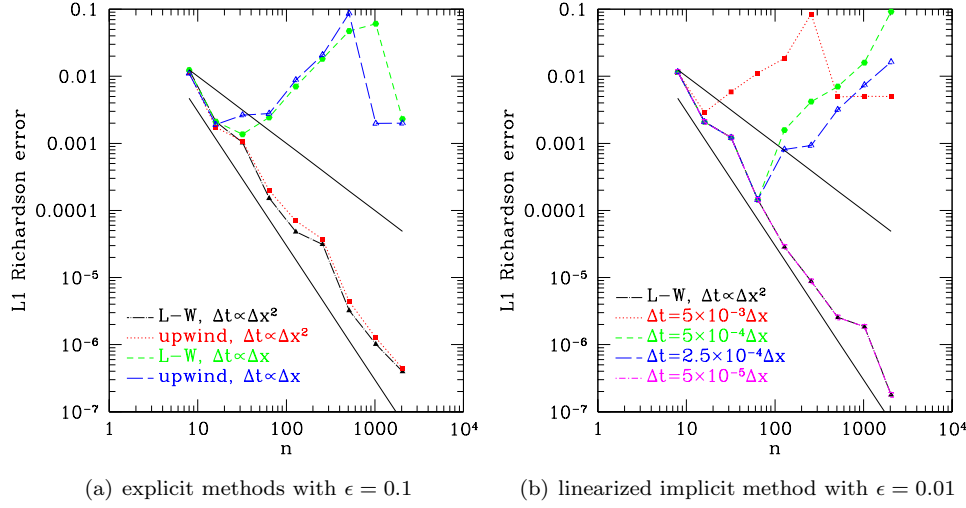 0.1
0.01
0.001
0.0001
10⁻⁵
10⁻⁶
10⁻⁷
L1 Richardson error
L−W, Δt∝Δx²
upwind, Δt∝Δx²
L−W, Δt∝Δx
upwind, Δt∝Δx
1
10
100
1000
10⁴
n
(a) explicit methods with ϵ = 0.1
0.1
0.01
0.001
0.0001
10⁻⁵
10⁻⁶
10⁻⁷
L1 Richardson error
L−W, Δt∝Δx²
Δt=5×10⁻³Δx
Δt=5×10⁻⁴Δx
Δt=2.5×10⁻⁴Δx
Δt=5×10⁻⁵Δx
1
10
100
1000
10⁴
n
(b) linearized implicit method with ϵ = 0.01